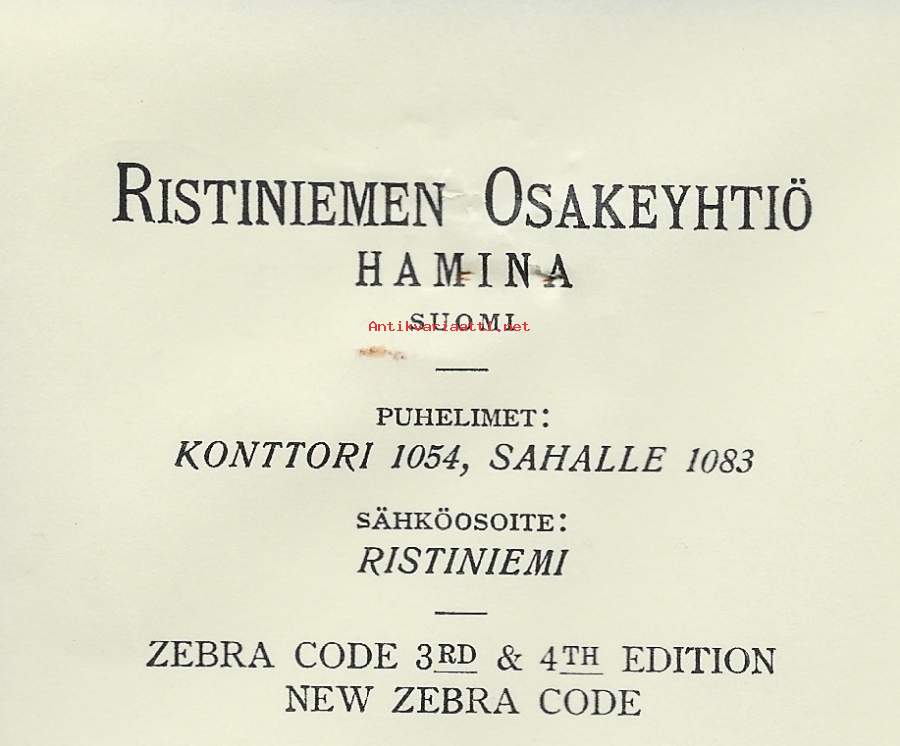 RISTINIEMEN OSAKEYHTIÖ
HAMINA
SUOMI
Antikvariaatti.net
PUHELIMET:
KONTTORI 1054, SAHALLE 1083
SÄHKÖOSOITE:
RISTINIEMI
ZEBRA CODE 3RD & 4TH EDITION
NEW ZEBRA CODE